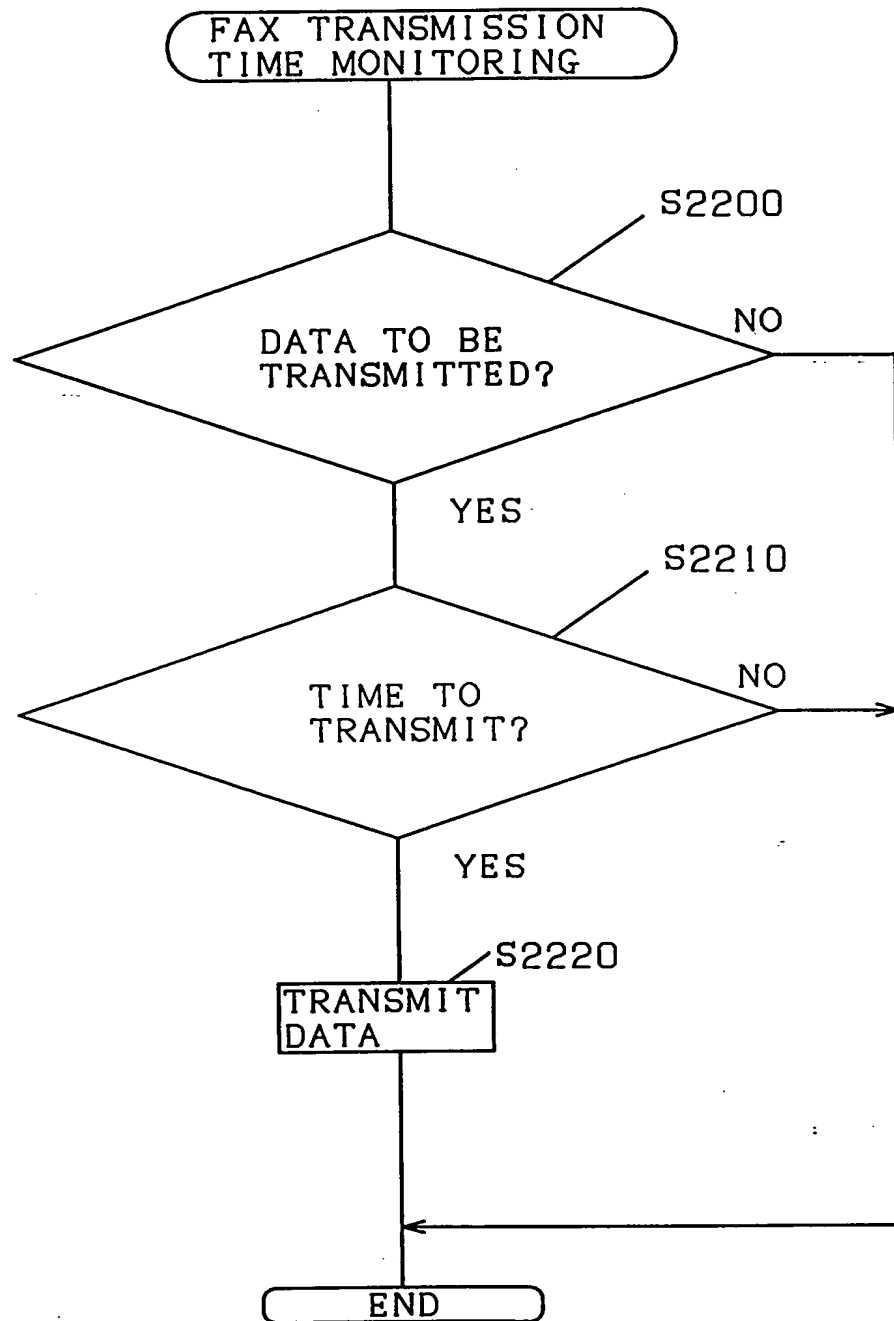 FAX TRANSMISSION
TIME MONITORING
S2200
DATA TO BE
TRANSMITTED?
NO
YES
S2210
TIME TO
TRANSMIT?
NO
YES
S2220
TRANSMIT
DATA
END